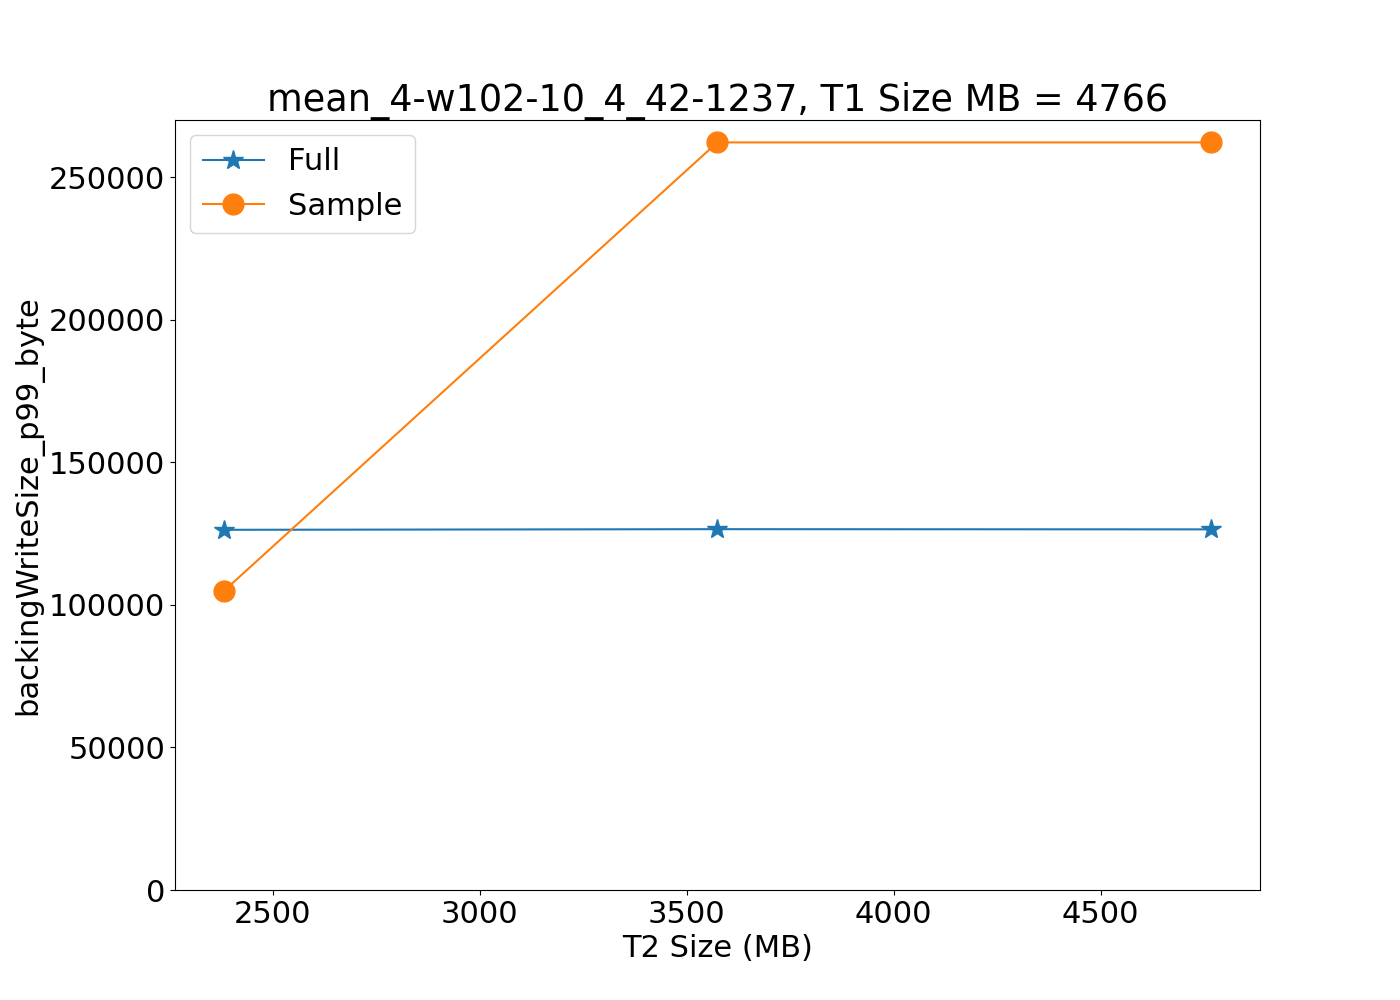 mean_4-w102-10_4_42-1237, T1 Size MB = 4766
Full
Sample
250000
200000
150000
100000
50000
0
backingWriteSize_p99_byte
2500 3000 3500 4000 4500
T2 Size (MB)